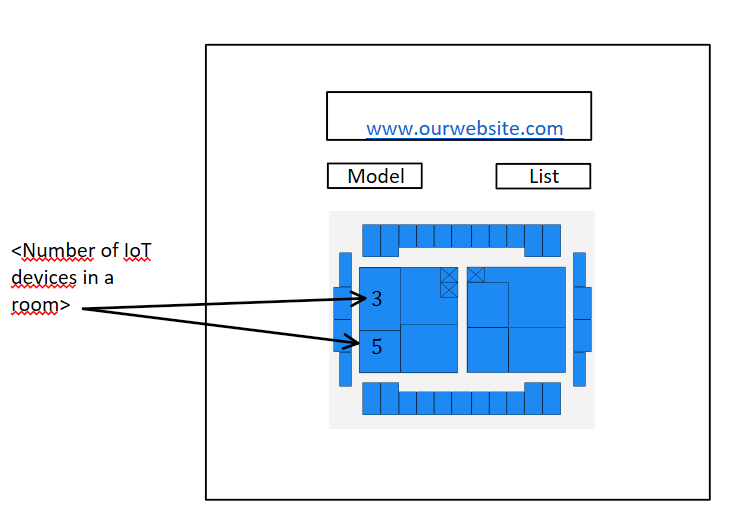 www.ourwebsite.com
Model
List
<Number of IoT
devices in a
room>
3
5